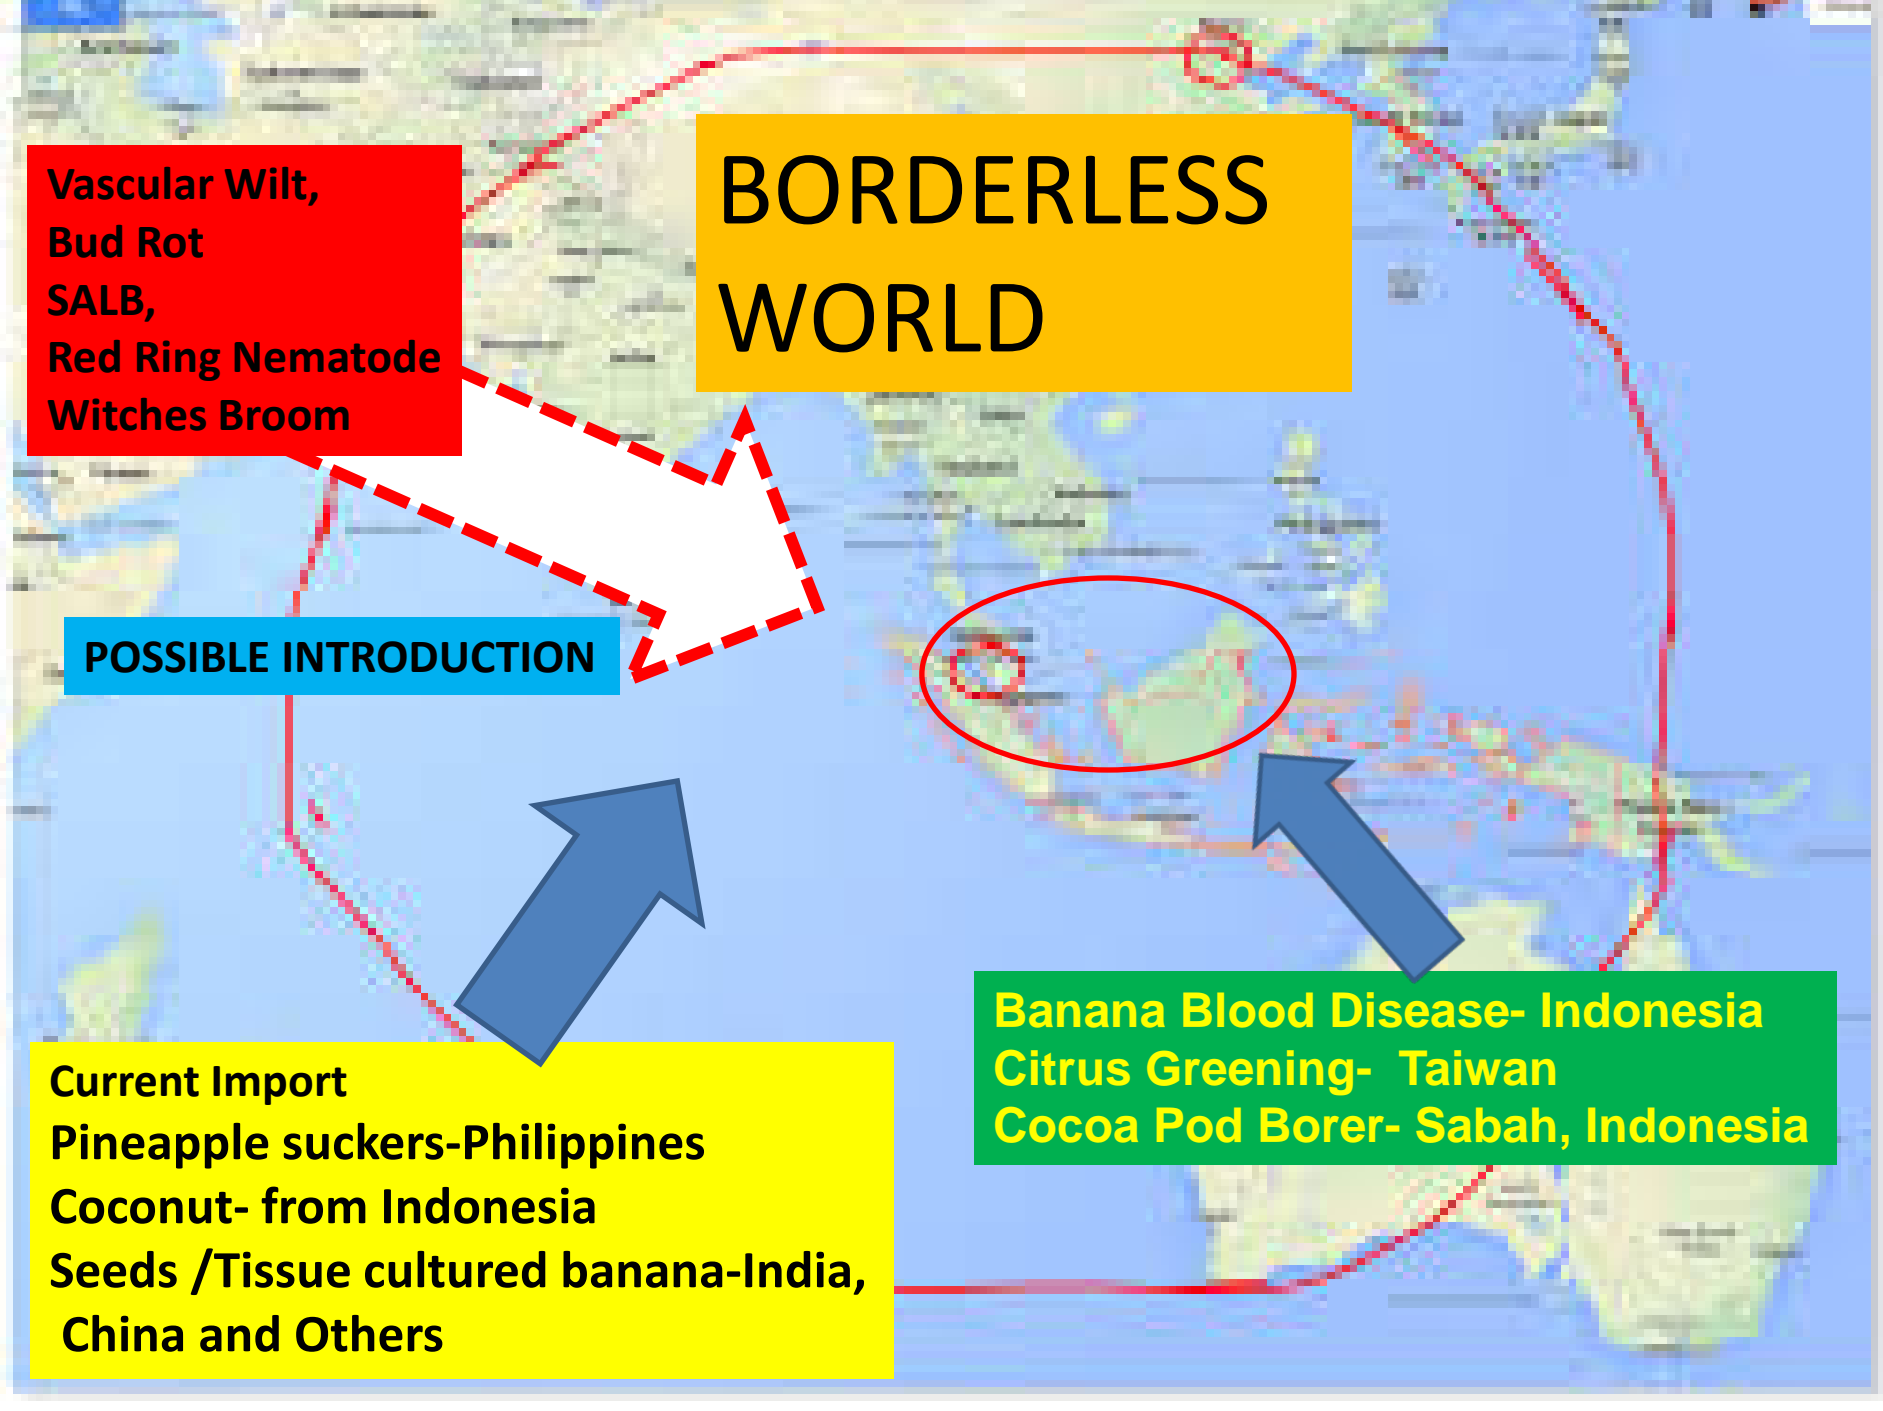 BORDERLESS
WORLD
Vascular Wilt,
Bud Rot
SALB,
Red Ring Nematode
Witches Broom
POSSIBLE INTRODUCTION
Current Import
Pineapple suckers-Philippines
Coconut- from Indonesia
Seeds /Tissue cultured banana-India,
China and Others
Banana Blood Disease- Indonesia
Citrus Greening- Taiwan
Cocoa Pod Borer- Sabah, Indonesia